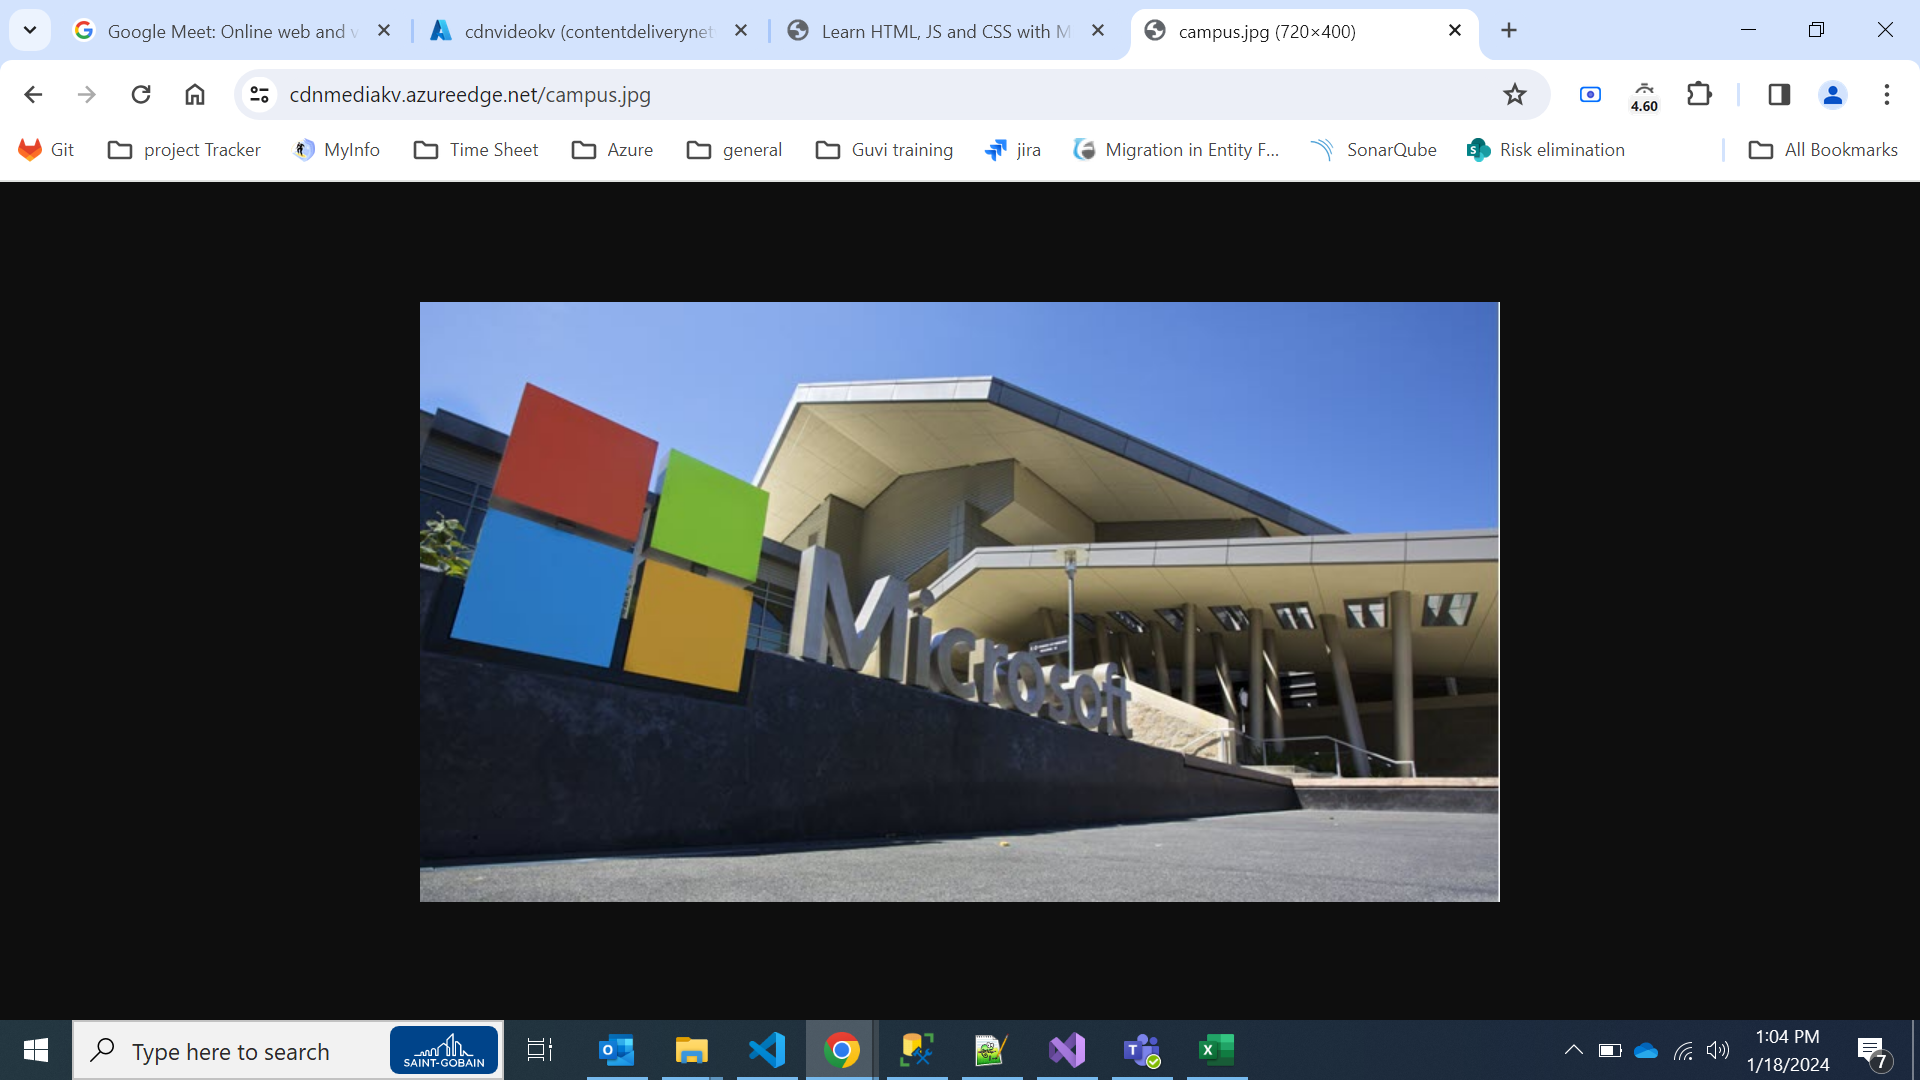 Google Meet: Online web and v
cdnvideokv (contentdeliverynet
Learn HTML, JS and CSS with M
campus.jpg (720×400)
cdnmediakv.azureedge.net/campus.jpg
4.60
Git
project Tracker
MyInfo
Time Sheet
Azure
general
Guvi training
jira
Migration in Entity F...
SonarQube
Risk elimination
All Bookmarks
Microsoft
Type here to search
SAINT-GOBAIN
1:04 PM
1/18/2024
7